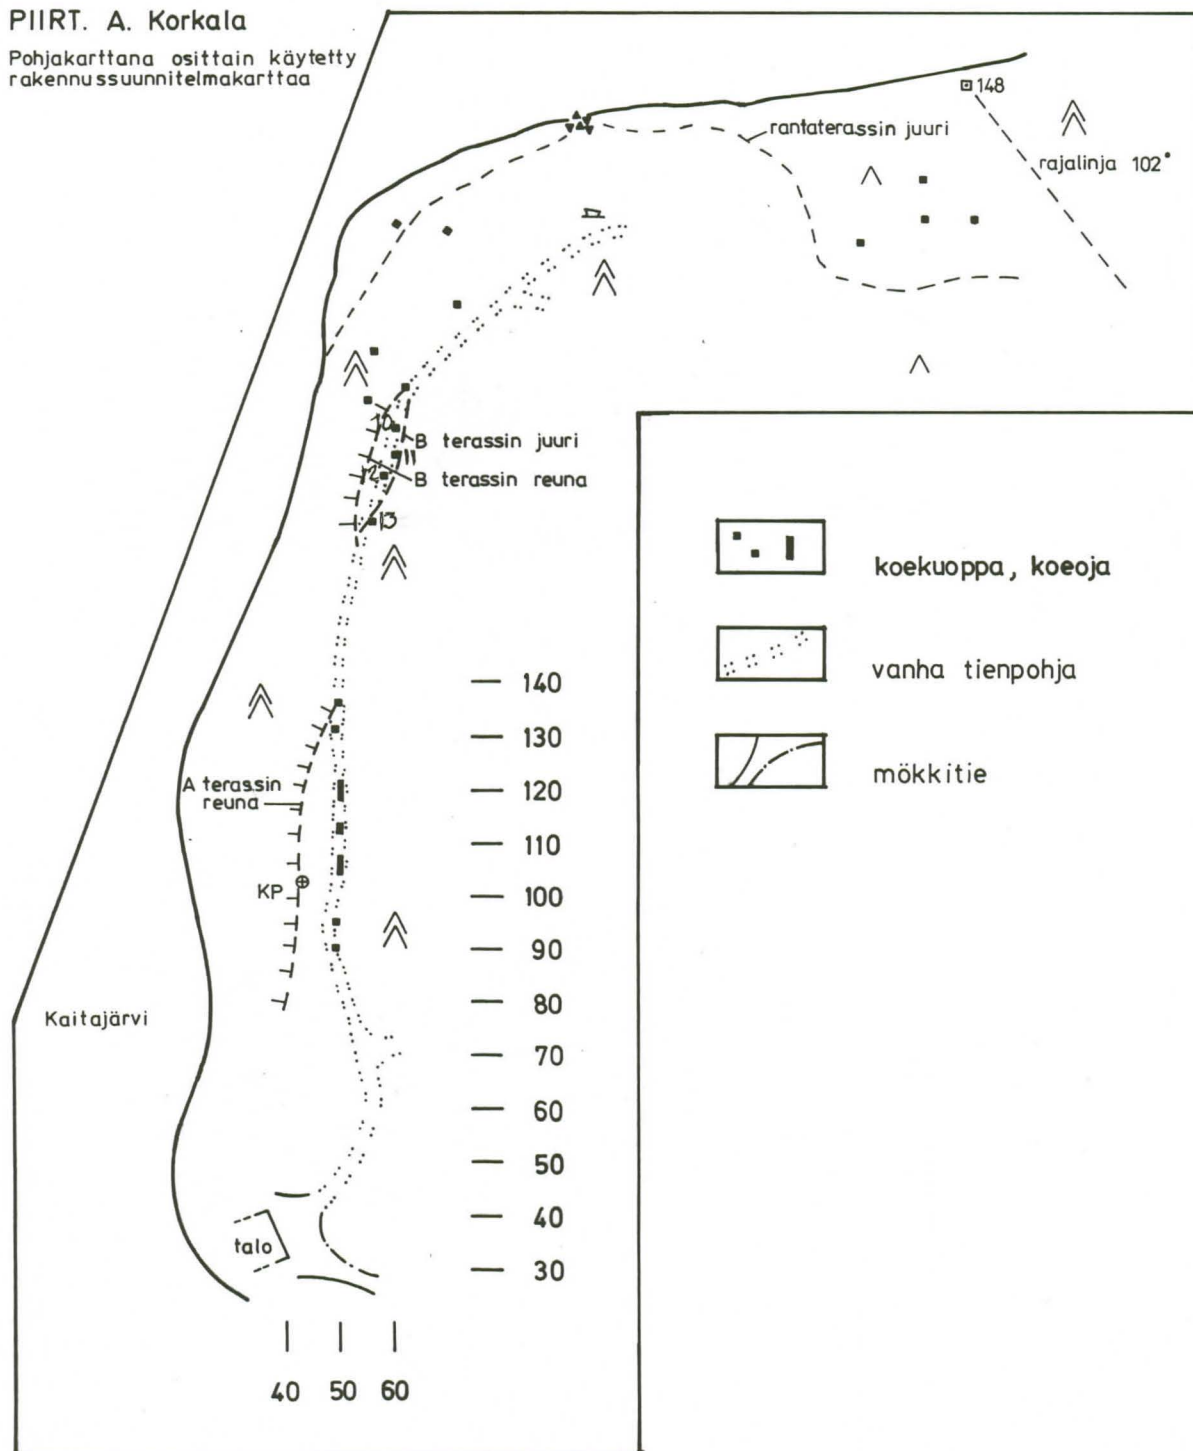 PIIRT. A. Korkala
Pohjakarttana osittain käytetty
rakennussuunnitelmakarttaa
148
rantaterassin juuri
rajalinja 102°
10
B terassin juuri
11
12
B terassin reuna
13
koekuoppa, koeoja
vanha tienpohja
mökkitie
140
130
A terassin
reuna
120
110
KP
100
90
80
Kaitajärvi
70
60
50
40
talo
30
40 50 60